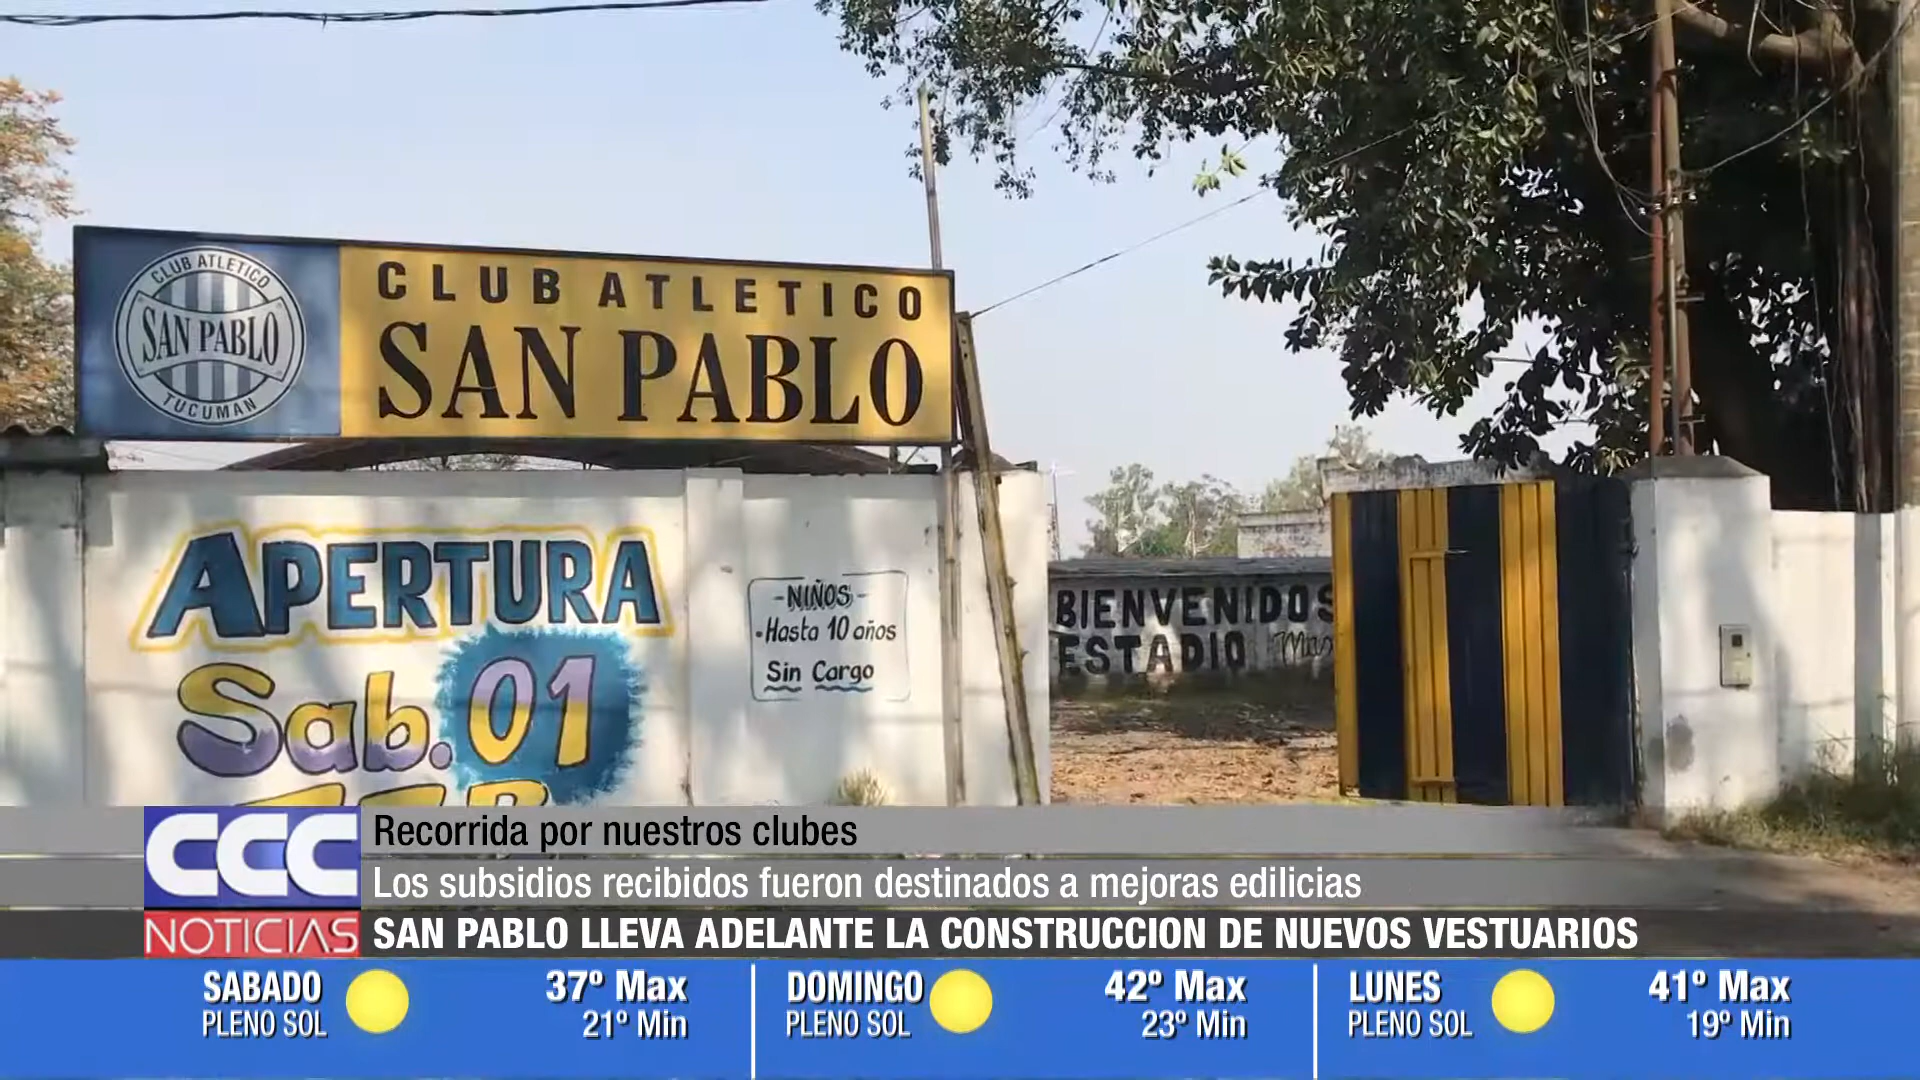 CLUB ATLETICO
SAN PABLO
TUCUMAN
CLUB ATLETICO
SAN PABLO
APERTURA
Sab. 01
-NIÑOS-
•Hasta 10 años
Sin Cargo
BIENVENIDOS
ESTADIO
CCC
NOTICIAS
Recorrida por nuestros clubes
Los subsidios recibidos fueron destinados a mejoras edilicias
SAN PABLO LLEVA ADELANTE LA CONSTRUCCION DE NUEVOS VESTUARIOS
SABADO
PLENO SOL
37º Max
21º Min
DOMINGO
PLENO SOL
42º Max
23º Min
LUNES
PLENO SOL
41º Max
19º Min